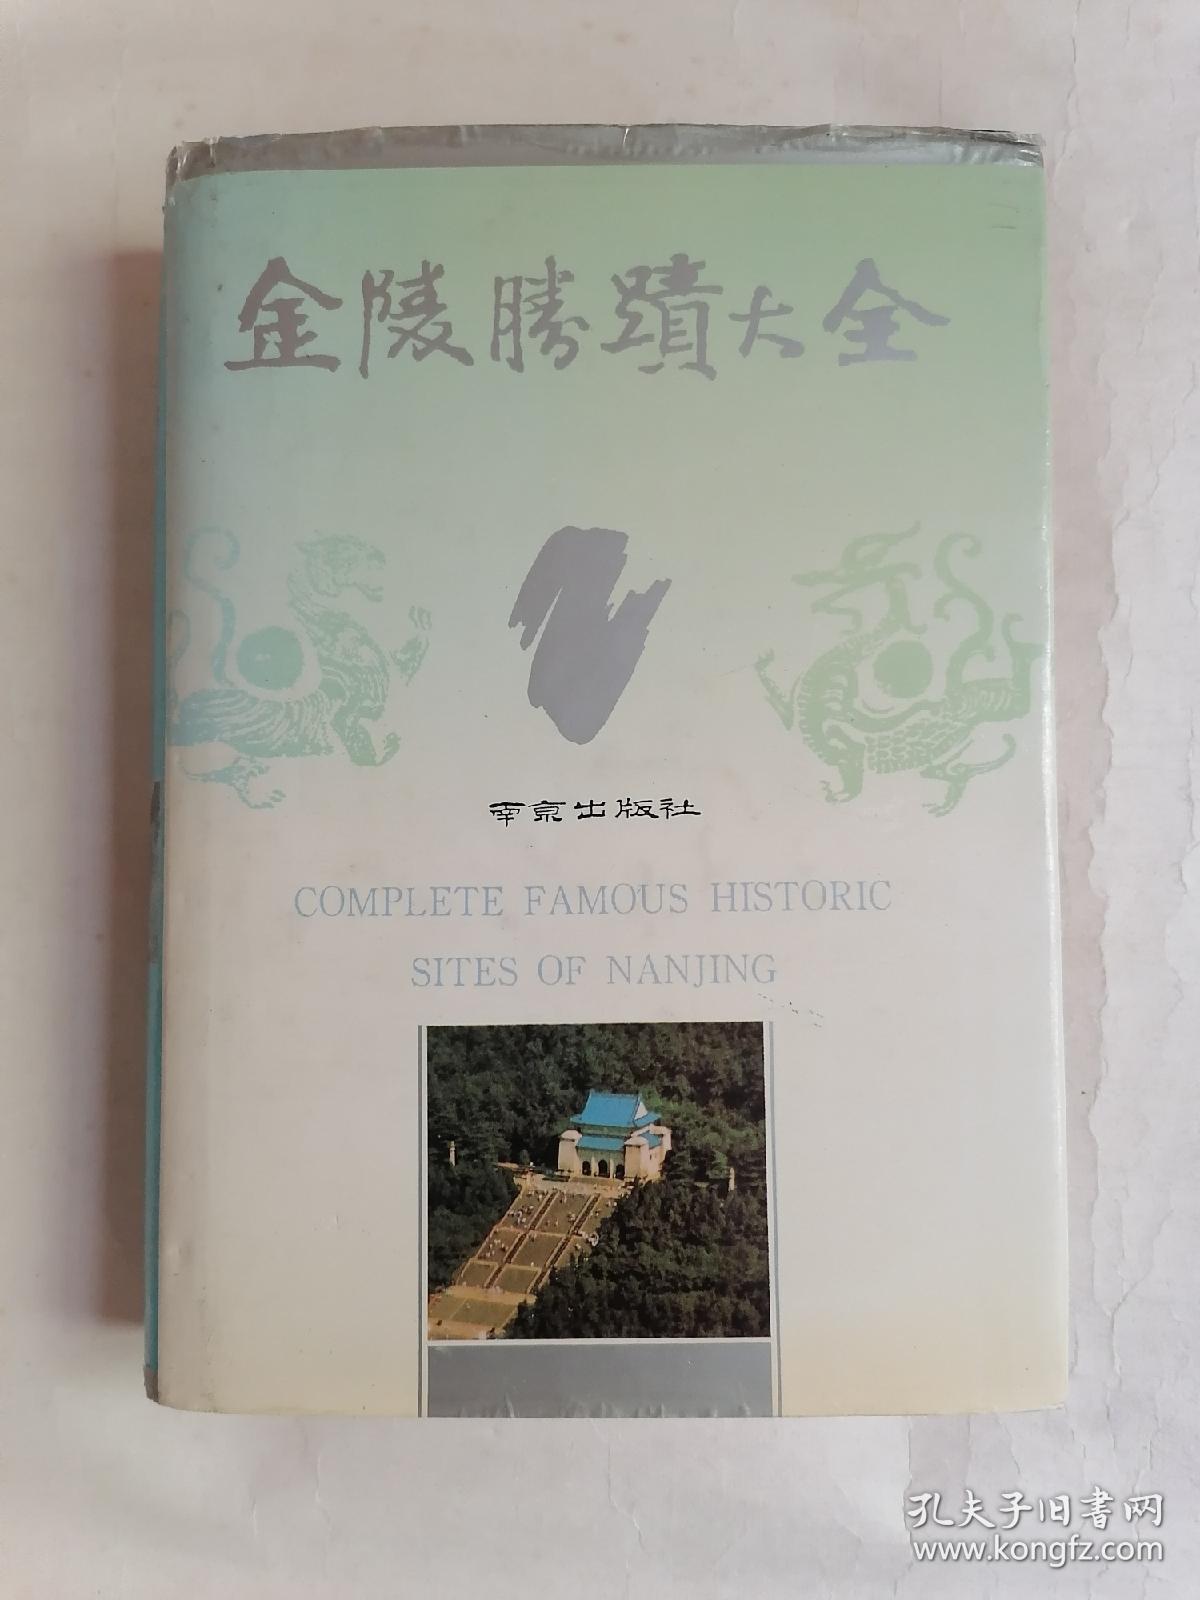 金陵勝蹟大全
南京出版社
COMPLETE FAMOUS HISTORIC
SITES OF NANJING
孔夫子旧书网
www.kongfz.com